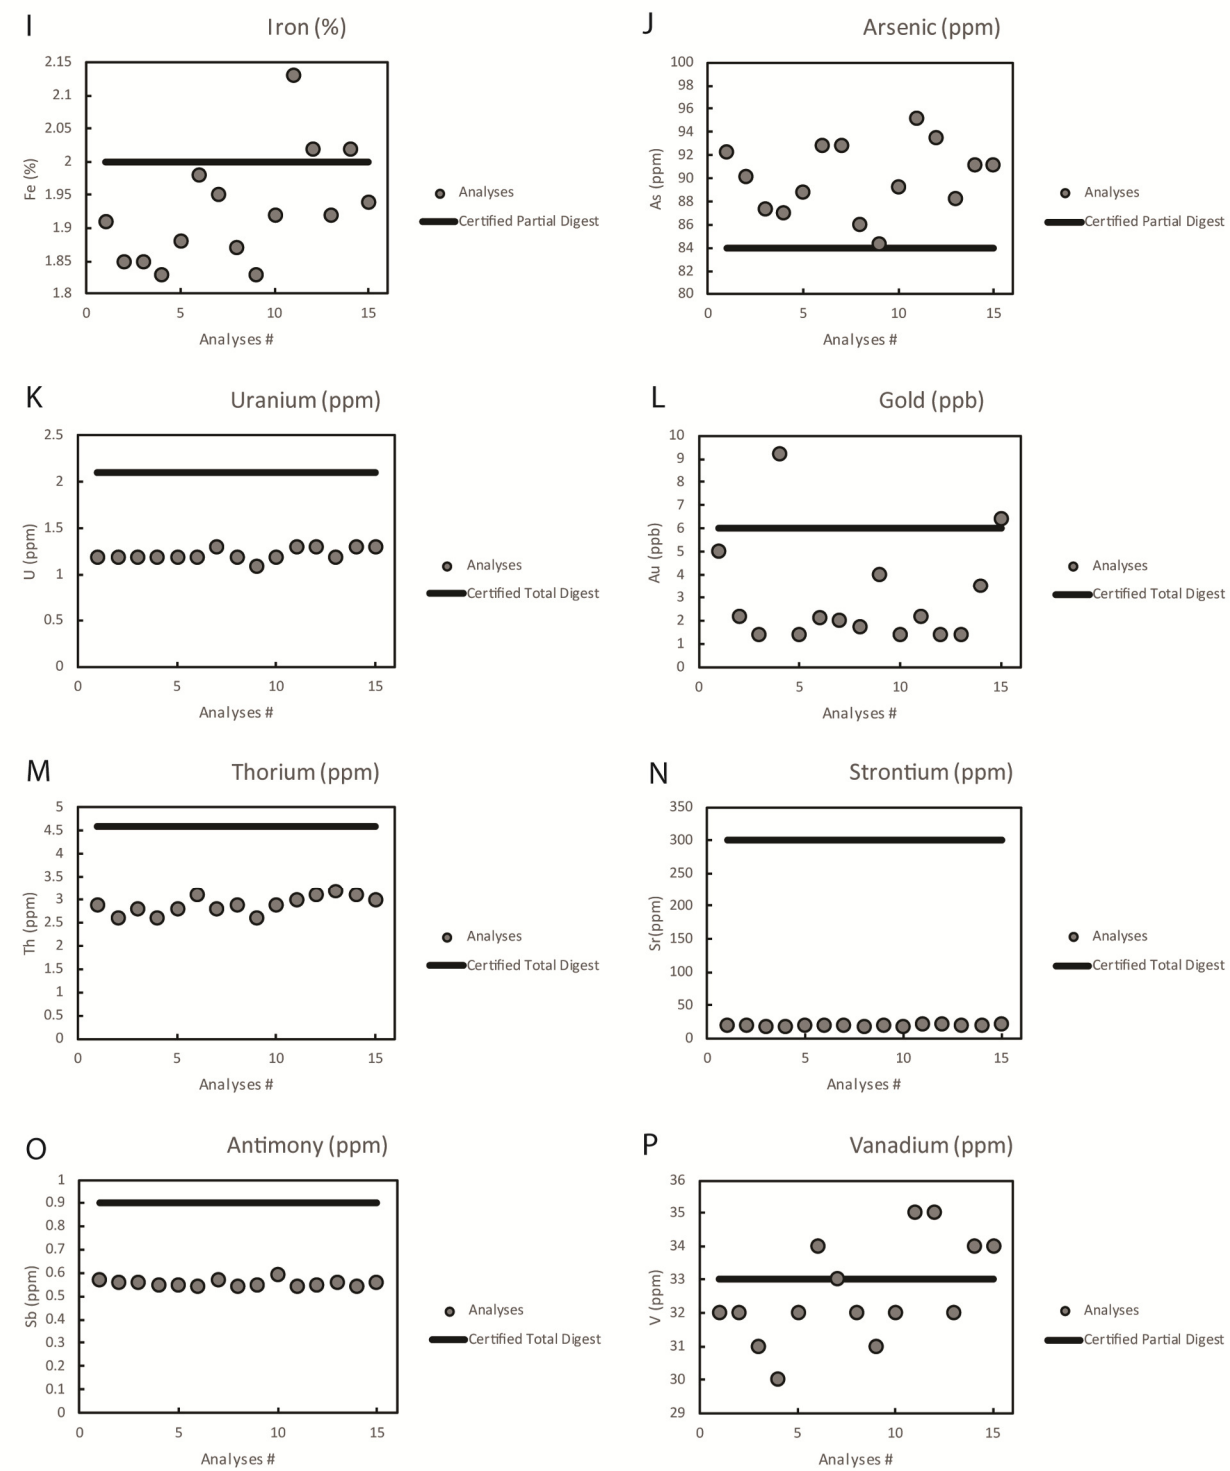 I
Iron (%)
2.15
2.1
2.05
2
1.95
1.9
1.85
1.8
Fe (%)
0 5 10 15
Analyses #
Analyses
Certified Partial Digest
J
Arsenic (ppm)
100
98
96
94
92
90
88
86
84
82
80
As (ppm)
0 5 10 15
Analyses #
Analyses
Certified Partial Digest
K
Uranium (ppm)
2.5
2
1.5
1
0.5
0
U (ppm)
0 5 10 15
Analyses #
Analyses
Certified Total Digest
L
Gold (ppb)
10
9
8
7
6
5
4
3
2
1
0
Au (ppb)
0 5 10 15
Analyses #
Analyses
Certified Total Digest
M
Thorium (ppm)
5
4.5
4
3.5
3
2.5
2
1.5
1
0.5
0
Th (ppm)
0 5 10 15
Analyses #
Analyses
Certified Total Digest
N
Strontium (ppm)
350
300
250
200
150
100
50
0
Sr(ppm)
0 5 10 15
Analyses #
Analyses
Certified Total Digest
O
Antimony (ppm)
1
0.9
0.8
0.7
0.6
0.5
0.4
0.3
0.2
0.1
0
Sb (ppm)
0 5 10 15
Analyses #
Analyses
Certified Total Digest
P
Vanadium (ppm)
36
35
34
33
32
31
30
29
V (ppm)
0 5 10 15
Analyses #
Analyses
Certified Partial Digest